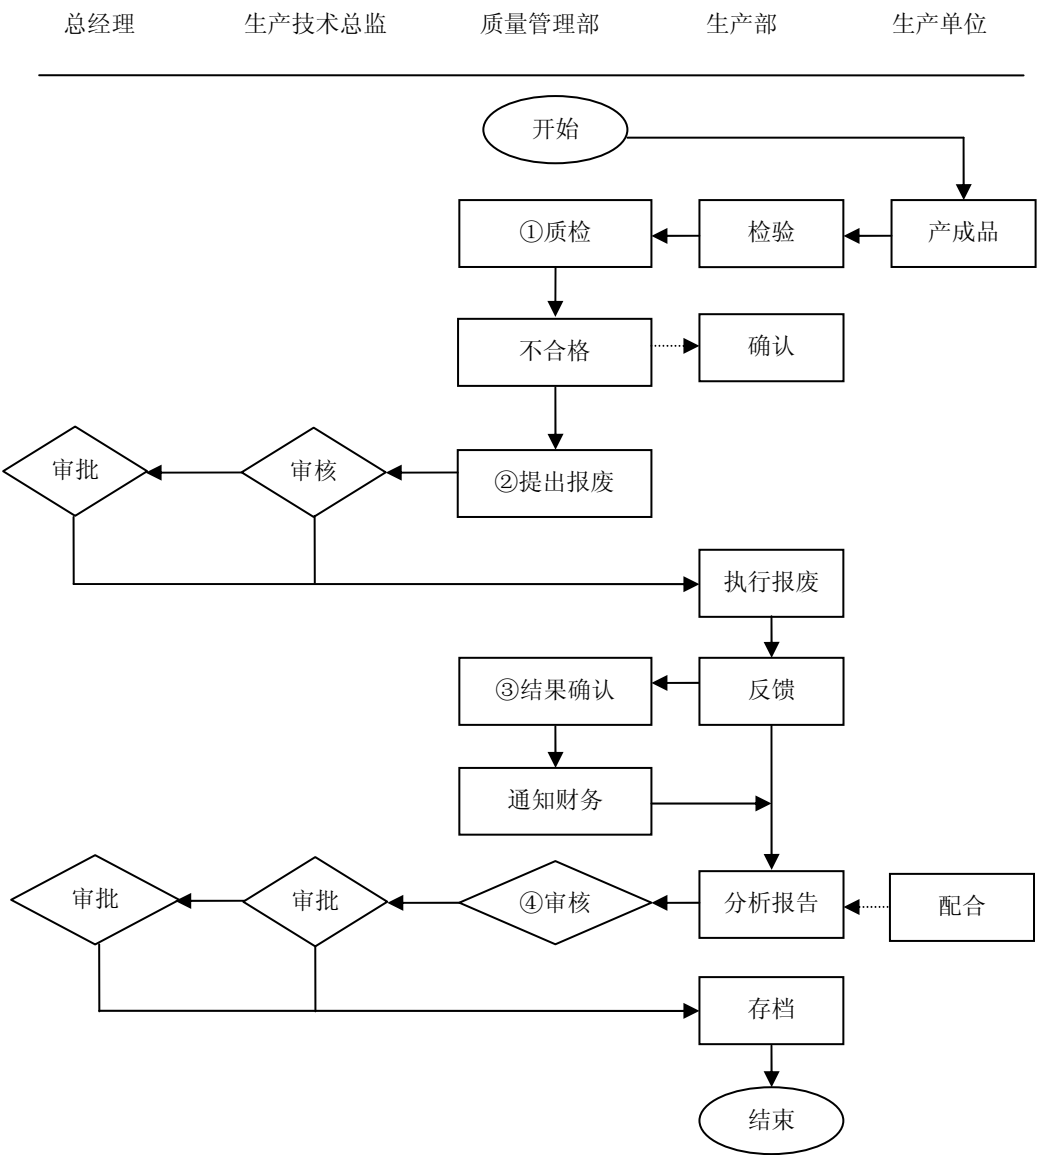 总经理 生产技术总监 质量管理部 生产部 生产单位
开始
①质检 检验 产成品
不合格 确认
审批 审核 ②提出报废
执行报废
③结果确认 反馈
通知财务
审批 审批 ④审核 分析报告 配合
存档
结束